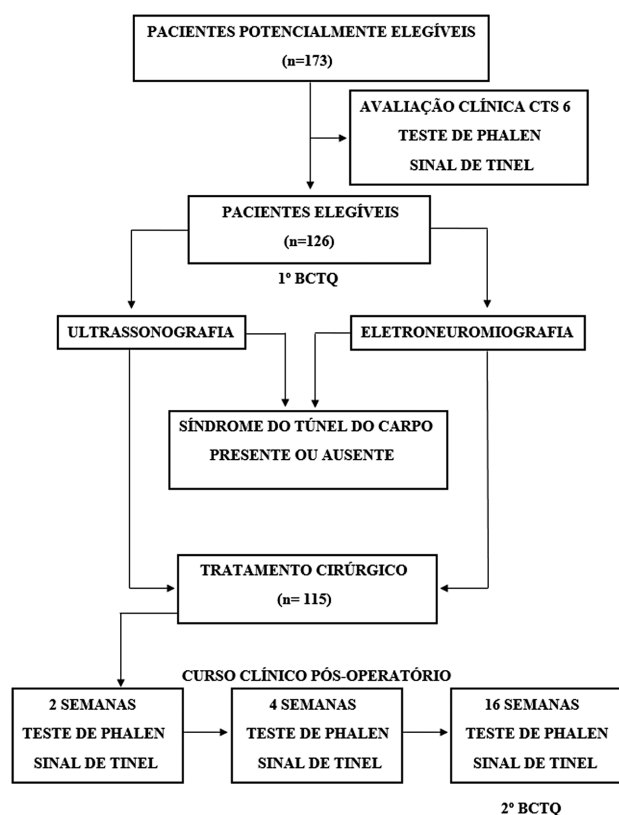 PACIENTES POTENCIALMENTE ELEGÍVEIS
(n=173)
AVALIAÇÃO CLÍNICA CTS 6
TESTE DE PHALEN
SINAL DE TINEL
PACIENTES ELEGÍVEIS
(n=126)
1º BCTQ
ULTRASSONOGRAFIA
ELETRONEUROMIOGRAFIA
SÍNDROME DO TÚNEL DO CARPO
PRESENTE OU AUSENTE
TRATAMENTO CIRÚRGICO
(n= 115)
CURSO CLÍNICO PÓS-OPERATÓRIO
2 SEMANAS
TESTE DE PHALEN
SINAL DE TINEL
4 SEMANAS
TESTE DE PHALEN
SINAL DE TINEL
16 SEMANAS
TESTE DE PHALEN
SINAL DE TINEL
2º BCTQ